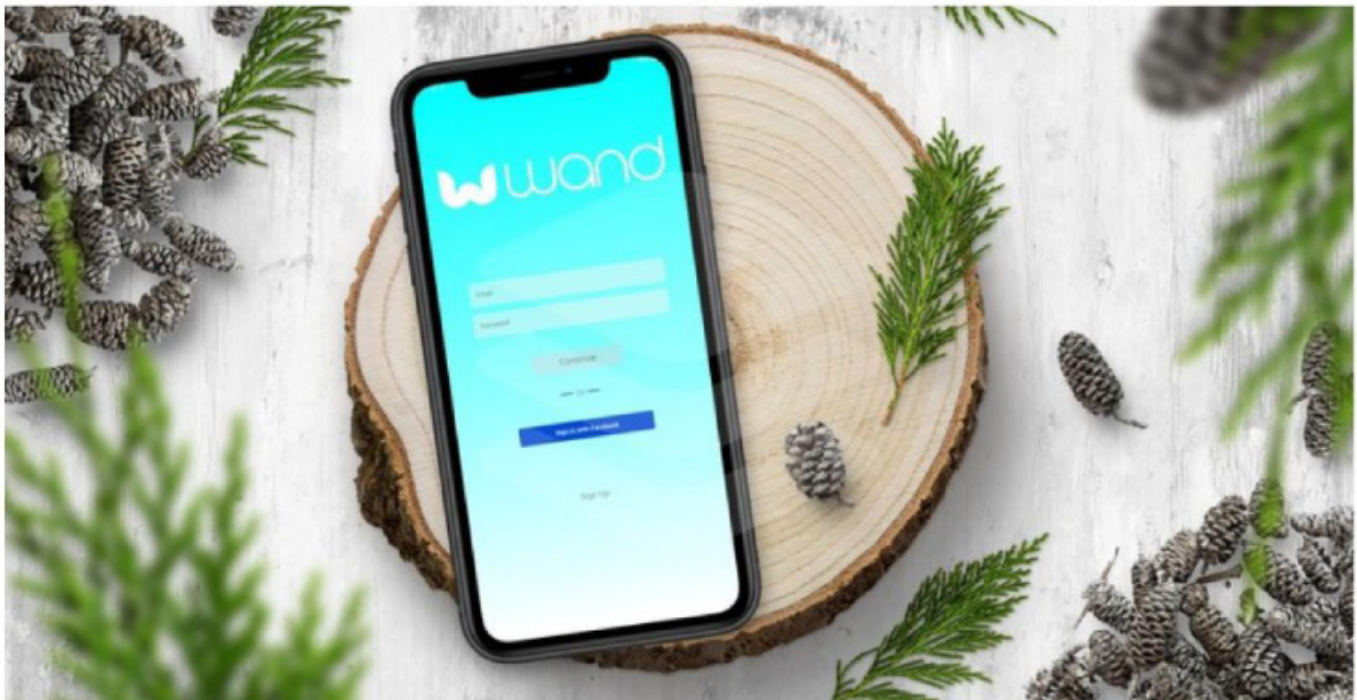 wand
Email
Password
Continue
Or
Sign in with Facebook
Sign Up